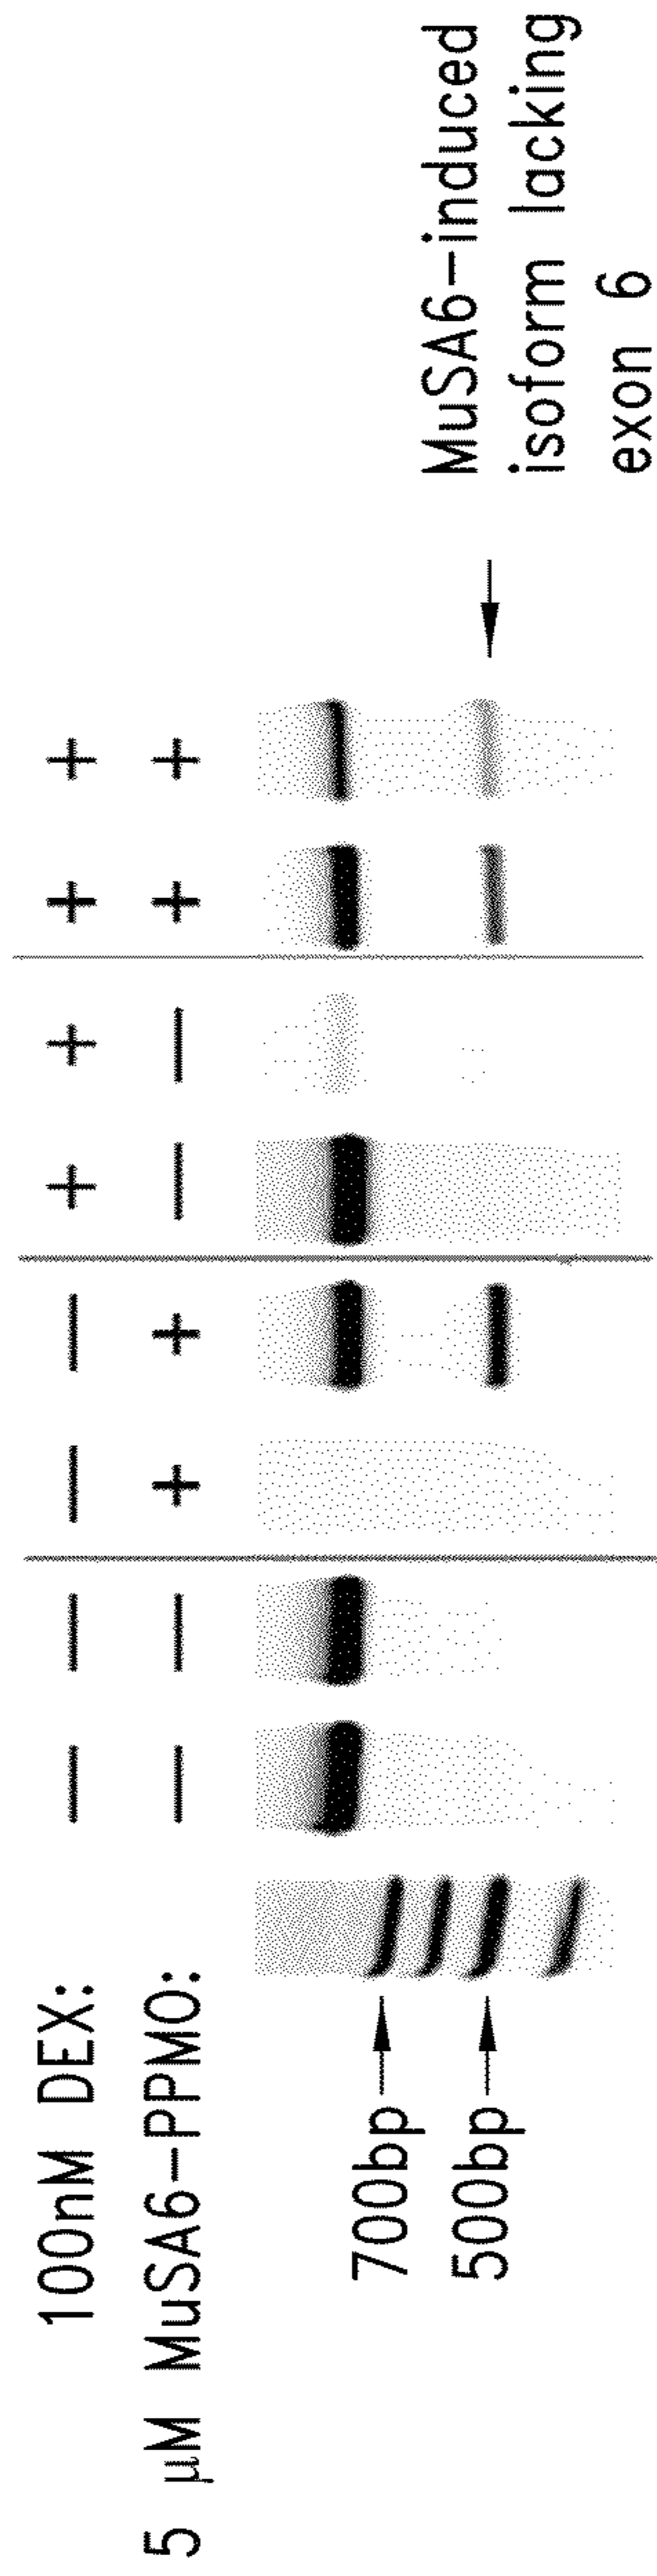 100nM DEX: — — — — + + + +
5 μM MuSA6—PPMO: — — + + — — + +
700bp
500bp
MuSA6—induced
isoform lacking
exon 6